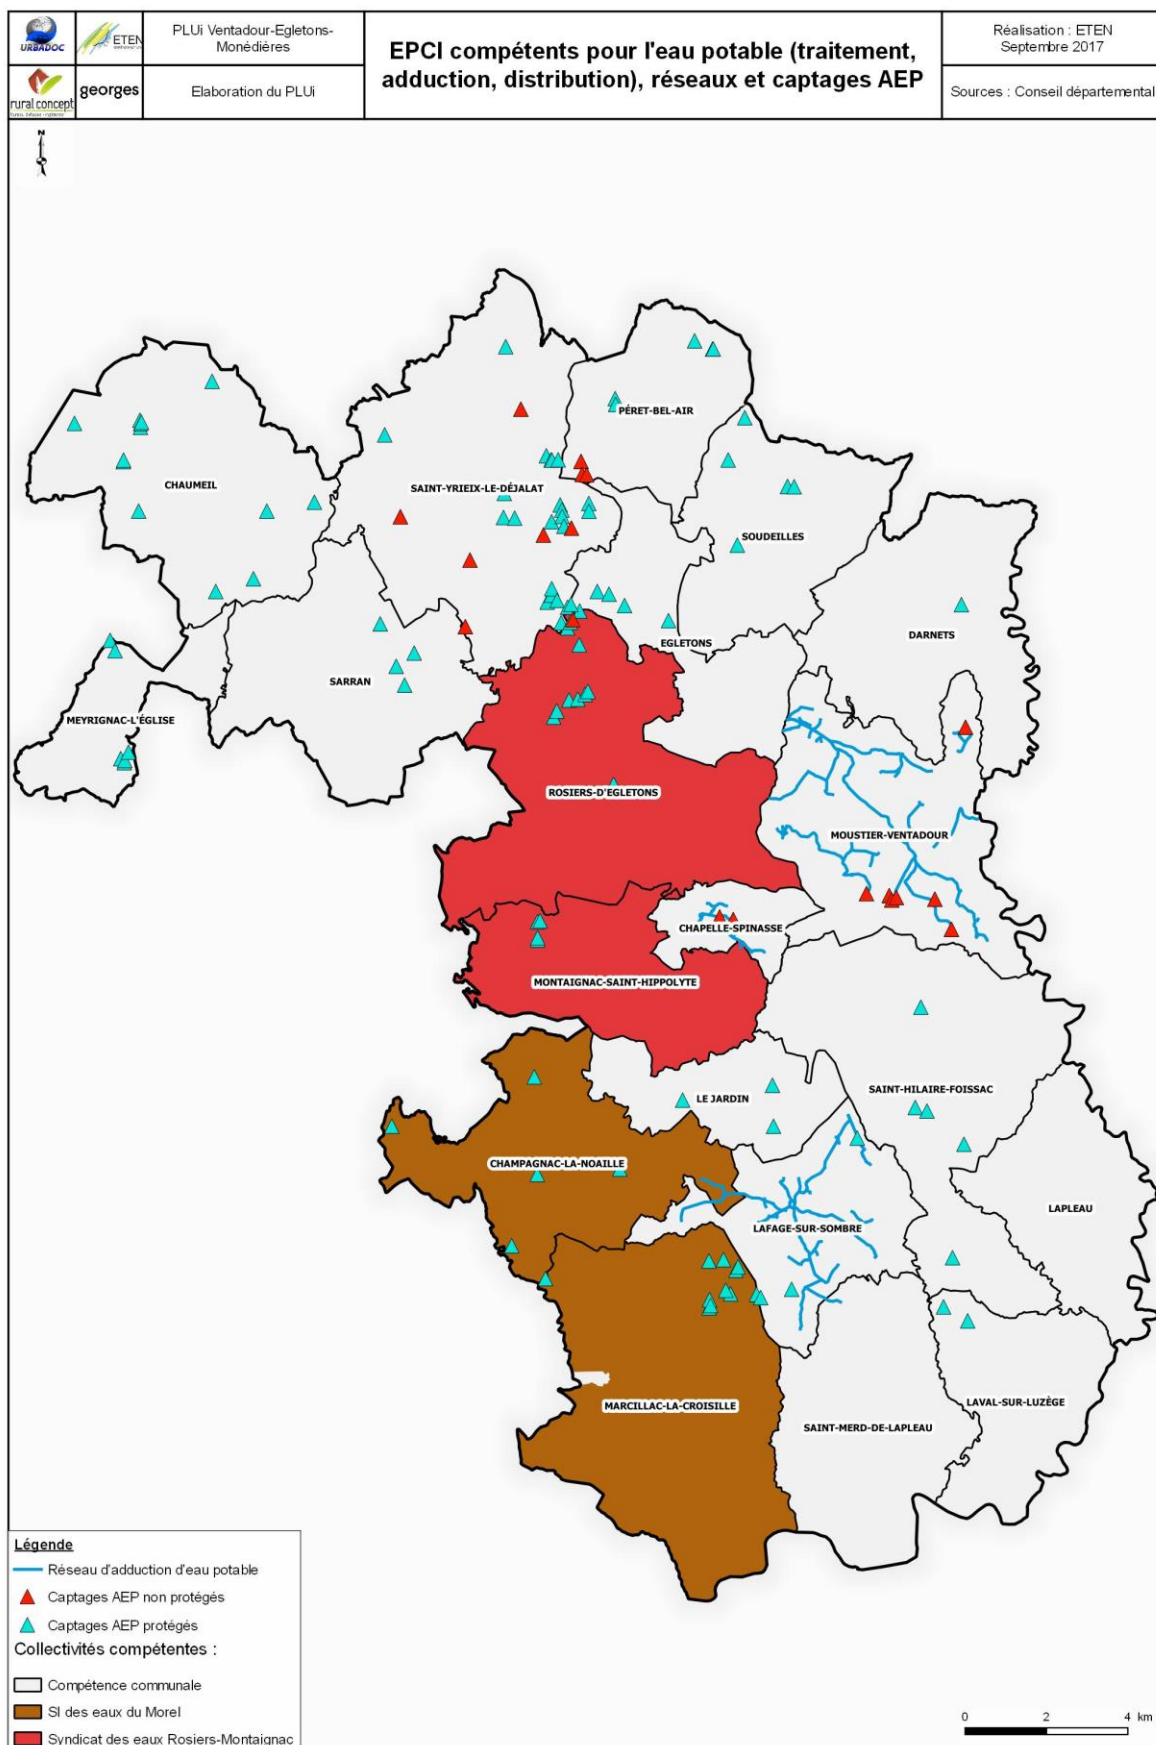 URBADOC
ETEN
PLUi Ventadour-Egletons-
Monédières
EPCI compétents pour l'eau potable (traitement,
adduction, distribution), réseaux et captages AEP
Réalisation : ETEN
Septembre 2017
rural concept
georges
Elaboration du PLUi
Sources : Conseil départemental
N
PÉRET-BEL-AIR
CHAUMEIL
SAINT-YRIEIX-LE-DÉJALAT
SOUDEILLES
DARNETS
EGLETONS
SARRAN
MEYRIGNAC-L'ÉGLISE
ROSIERS-D'EGLETONS
MOUSTIER-VENTADOUR
CHAPELLE-SPINASSE
MONTAIGNAC-SAINT-HIPPOLYTE
SAINT-HILAIRE-FOISSAC
LE JARDIN
CHAMPAGNAC-LA-NOAILLE
LAPLEAU
LAFAGE-SUR-SOMBRE
LAVAL-SUR-LUZÈGE
MARCILLAC-LA-CROISILLE
SAINT-MERD-DE-LAPLEAU
Légende
Réseau d'adduction d'eau potable
Captages AEP non protégés
Captages AEP protégés
Collectivités compétentes :
Compétence communale
SI des eaux du Morel
Syndicat des eaux Rosiers-Montaignac
0 2 4 km